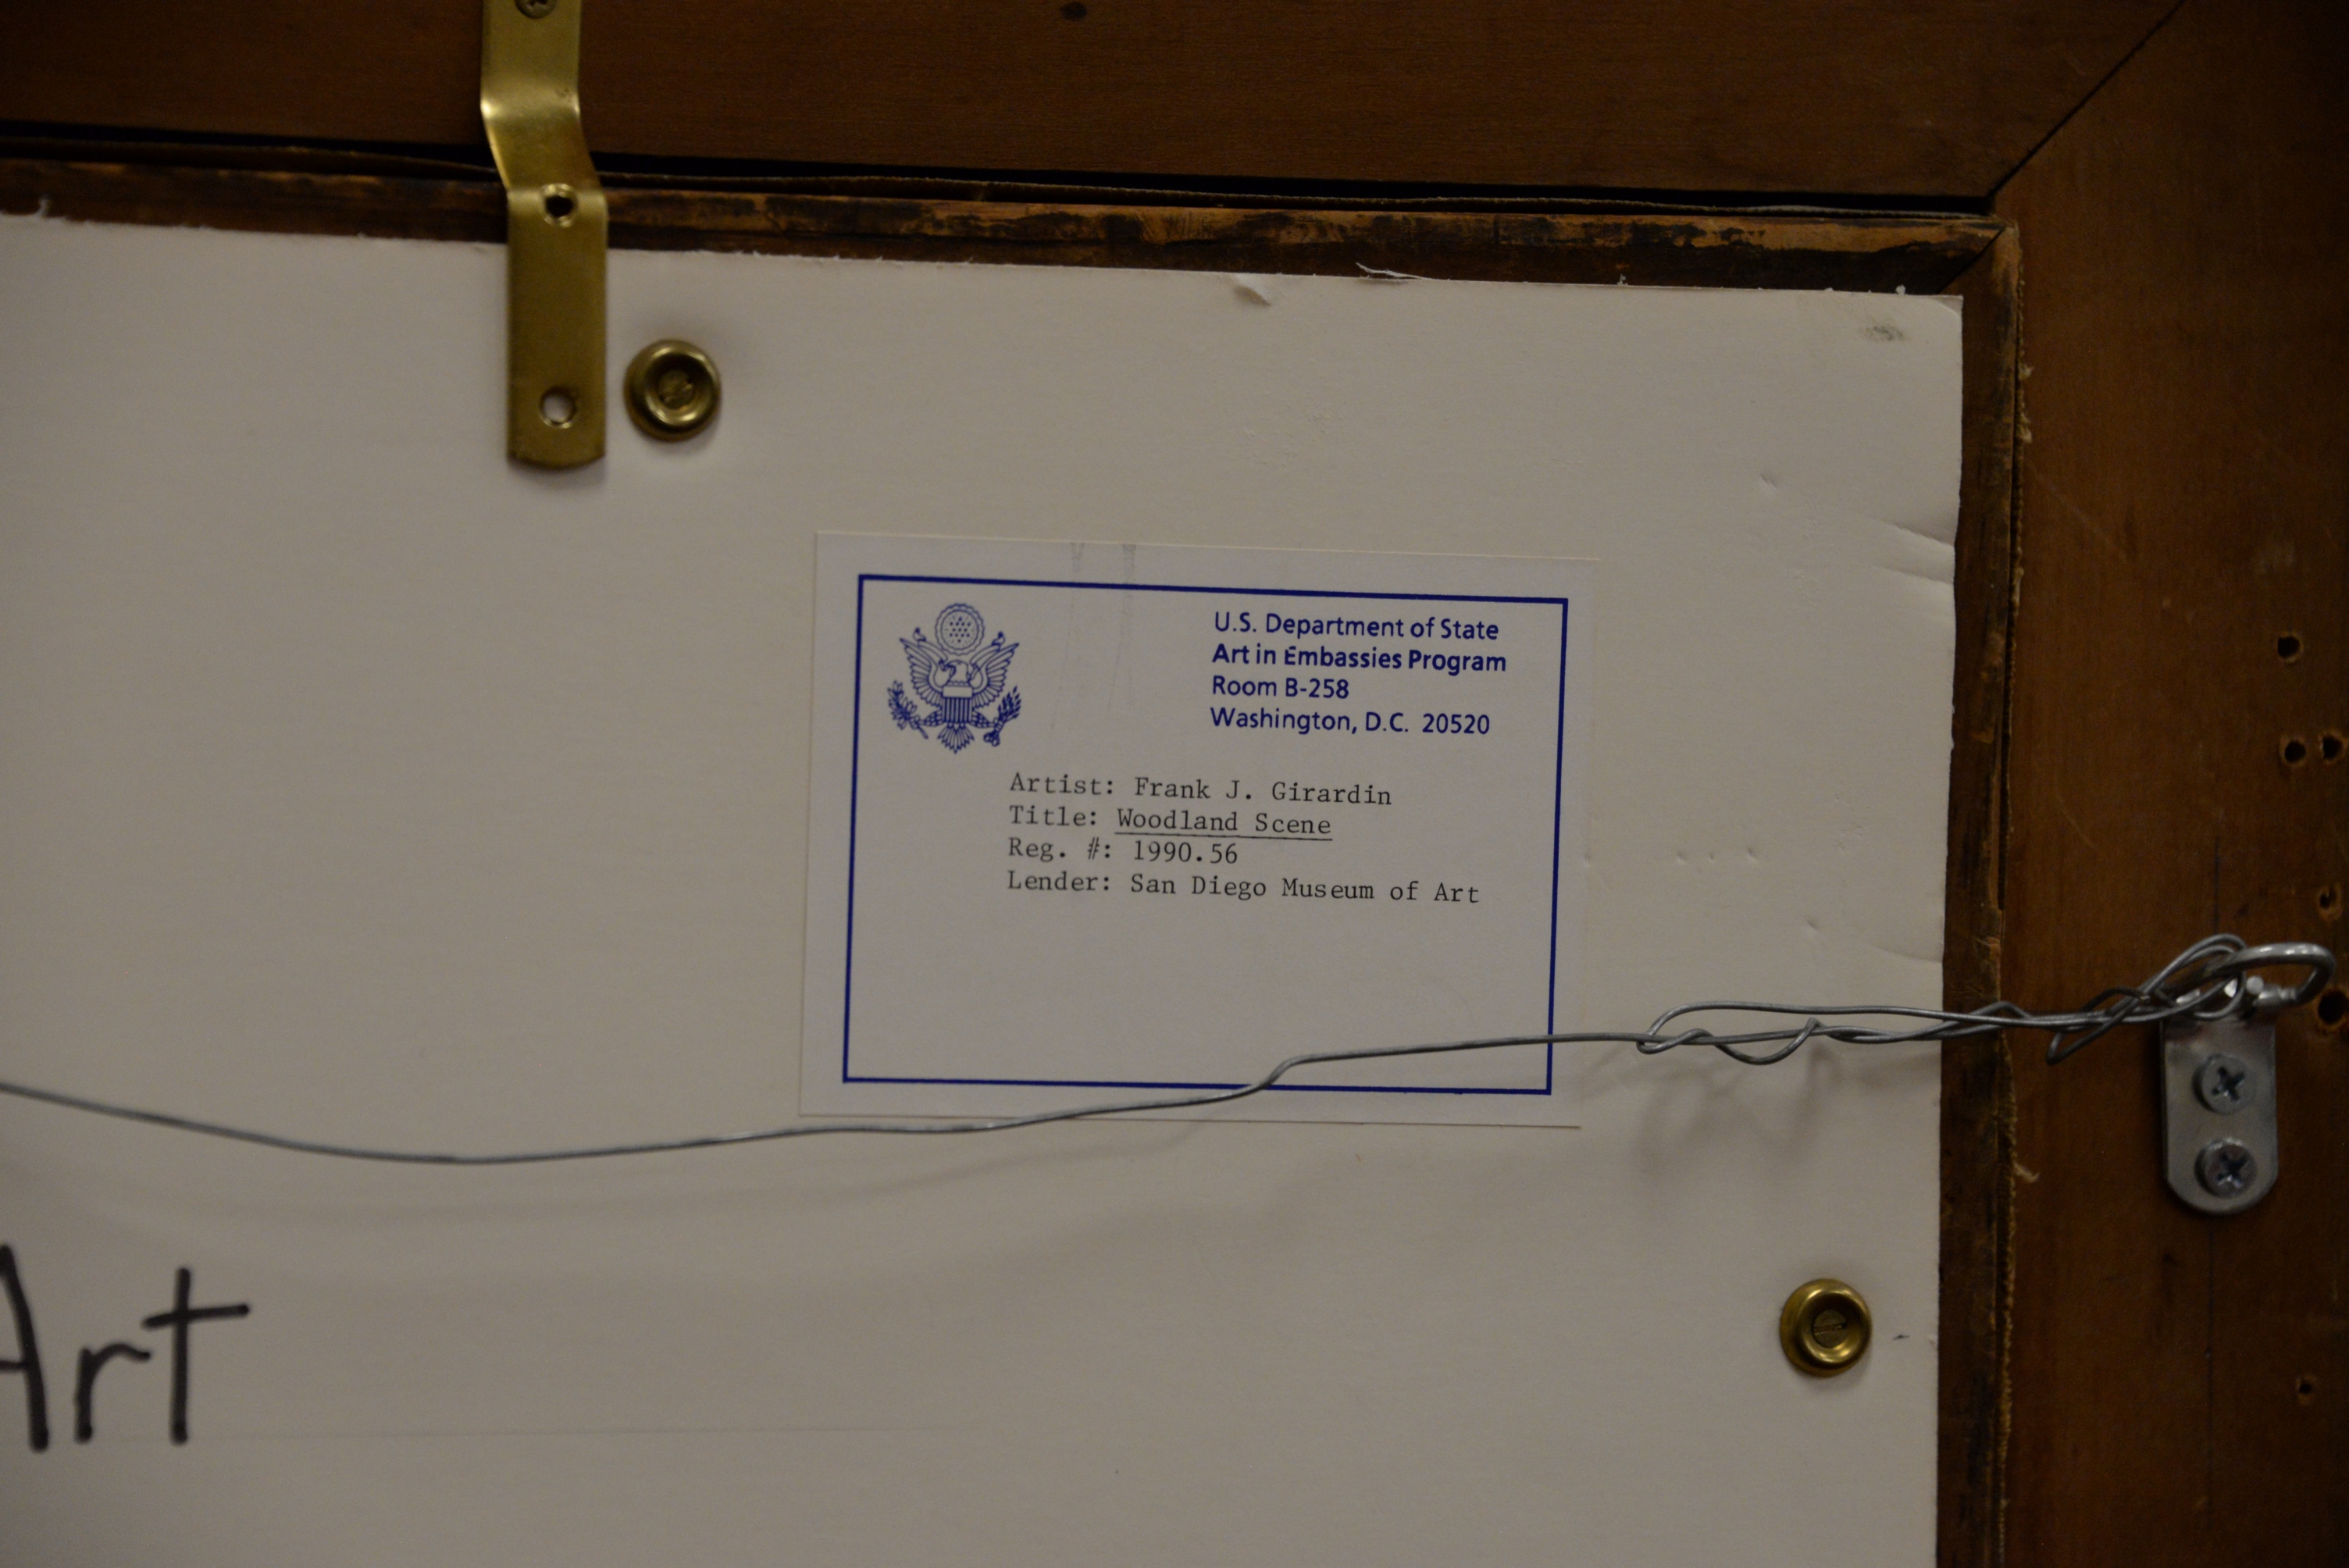 U.S. Department of State
Art in Embassies Program
Room B-258
Washington, D.C. 20520
Artist: Frank J. Girardin
Title: Woodland Scene
Reg. #: 1990.56
Lender: San Diego Museum of Art
Art